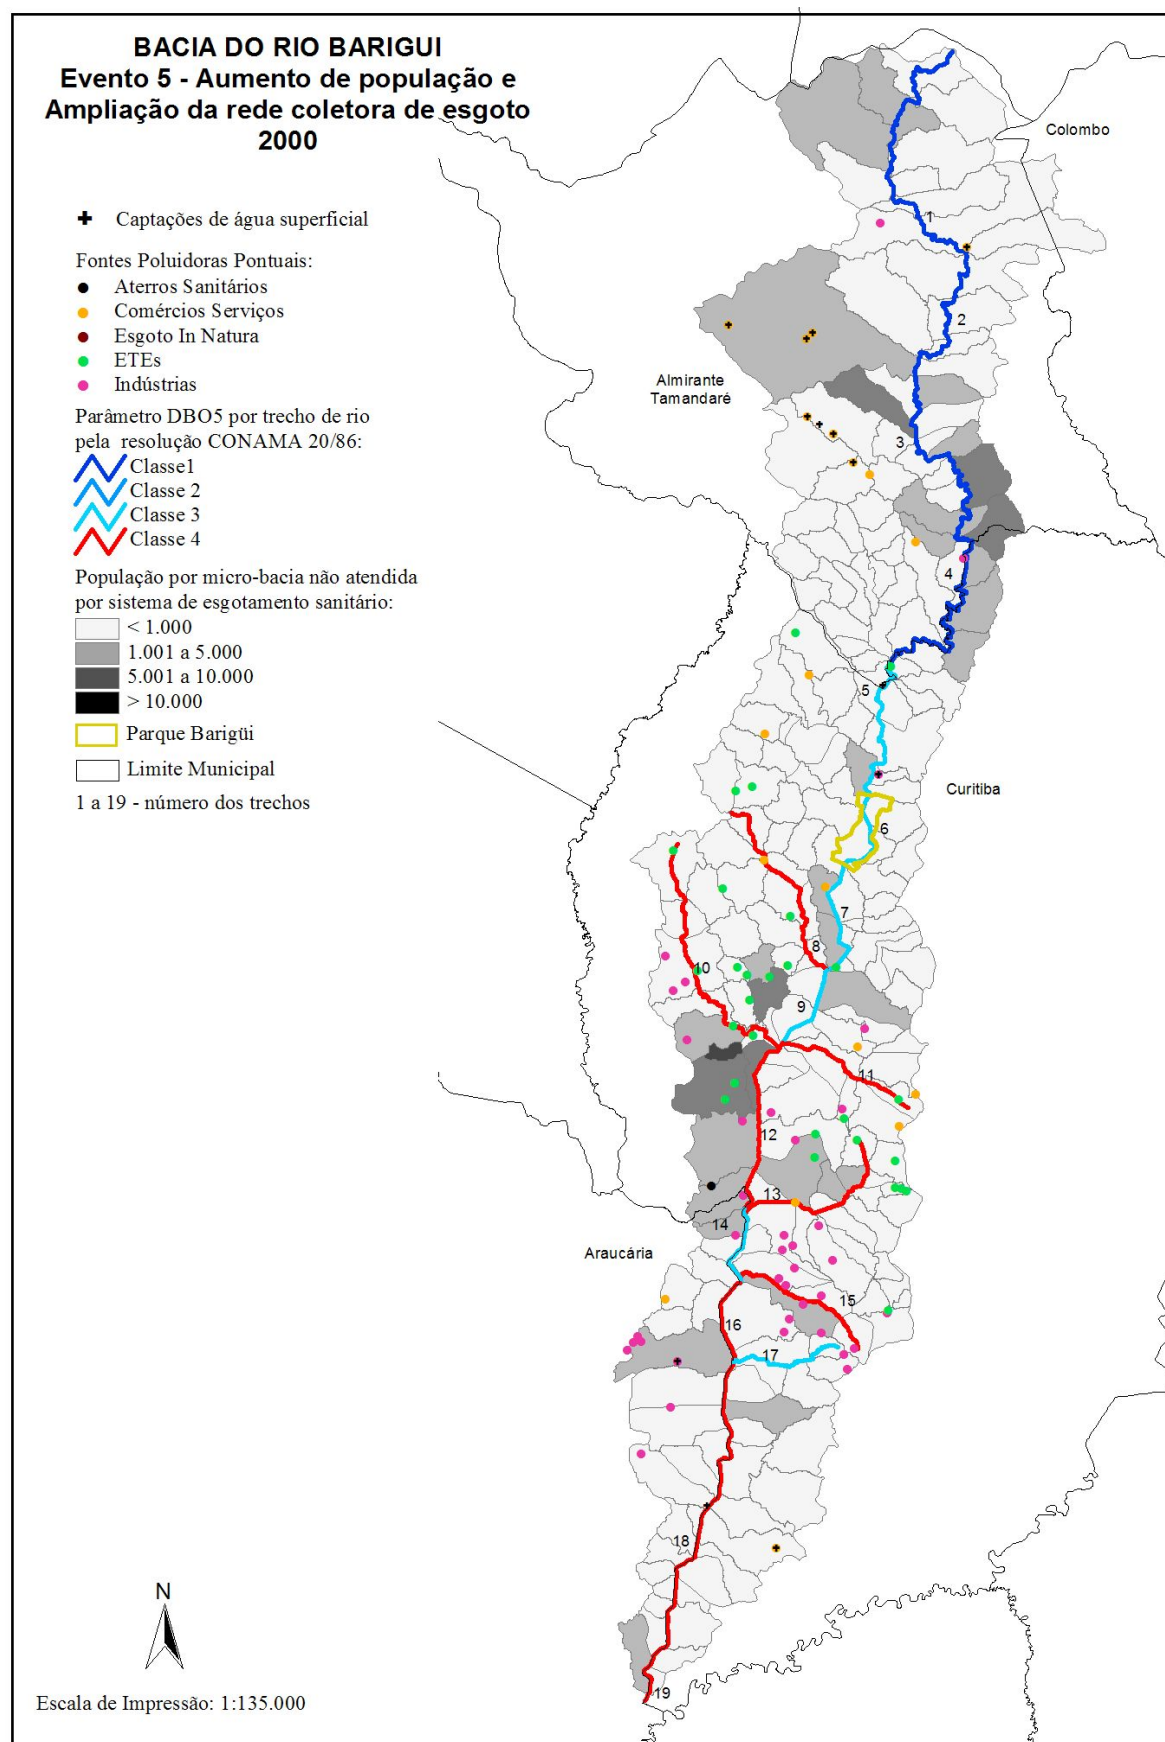 BACIA DO RIO BARIGUI
Evento 5 - Aumento de população e
Ampliação da rede coletora de esgoto
2000
Captações de água superficial
Fontes Poluidoras Pontuais:
Aterros Sanitários
Comércios Serviços
Esgoto In Natura
ETEs
Indústrias
Parâmetro DBO5 por trecho de rio
pela resolução CONAMA 20/86:
Classe1
Classe 2
Classe 3
Classe 4
População por micro-bacia não atendida
por sistema de esgotamento sanitário:
< 1.000
1.001 a 5.000
5.001 a 10.000
> 10.000
Parque Barigüi
Limite Municipal
1 a 19 - número dos trechos
Colombo
1
2
Almirante
Tamandaré
3
4
5
Curitiba
6
7
8
10
9
11
12
13
14
Araucária
15
16
17
18
19
N
Escala de Impressão: 1:135.000